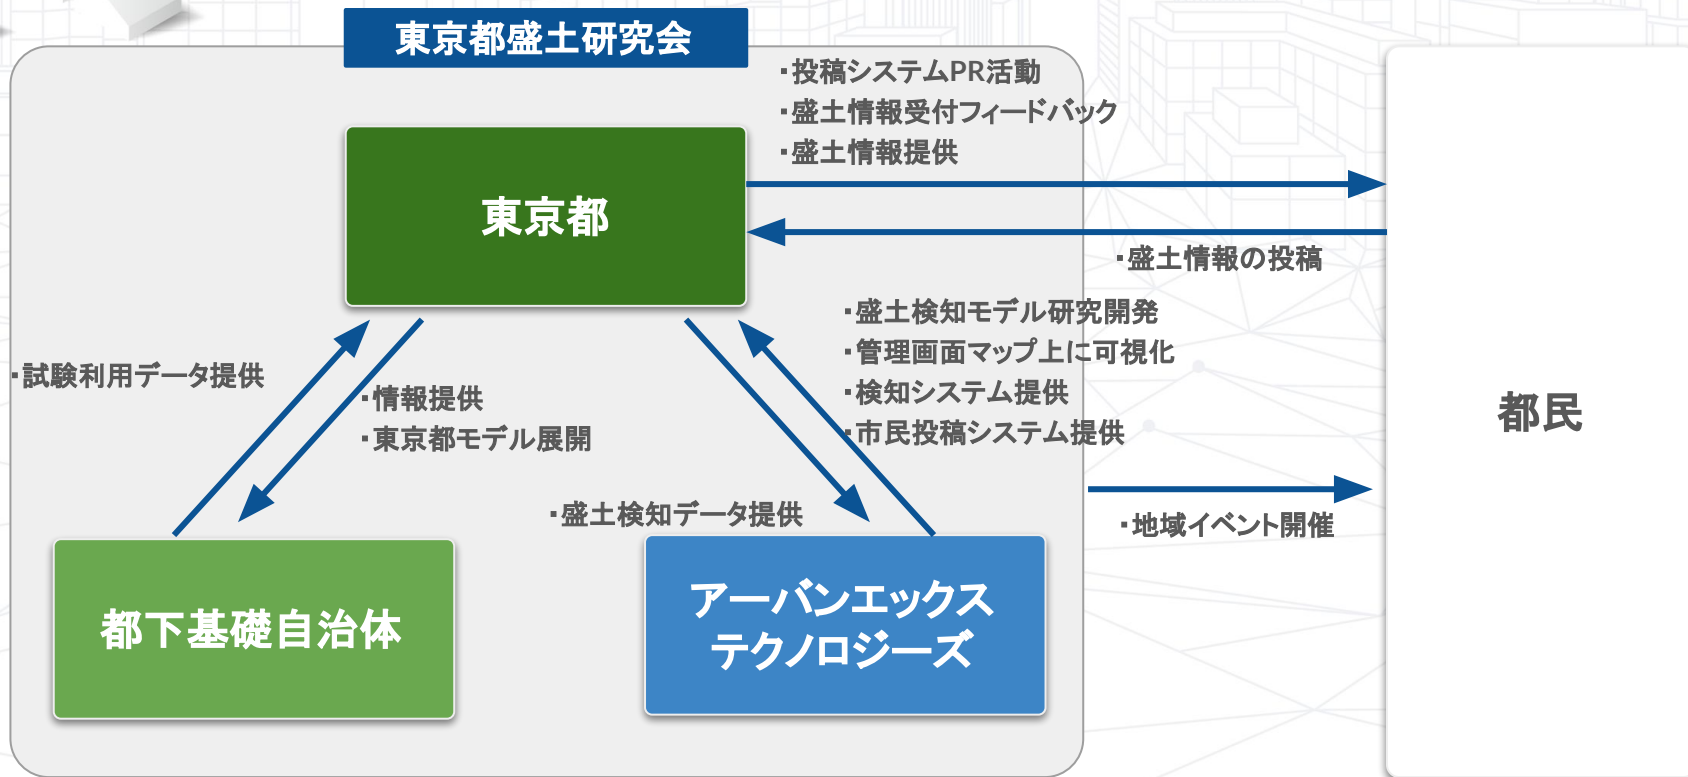 東京都盛土研究会
・投稿システムPR活動
・盛土情報受付フィードバック
・盛土情報提供
東京都
・盛土情報の投稿
・盛土検知モデル研究開発
・管理画面マップ上に可視化
・検知システム提供
・市民投稿システム提供
・試験利用データ提供
・情報提供
・東京都モデル展開
都民
・盛土検知データ提供
・地域イベント開催
都下基礎自治体
アーバンエックス
テクノロジーズ